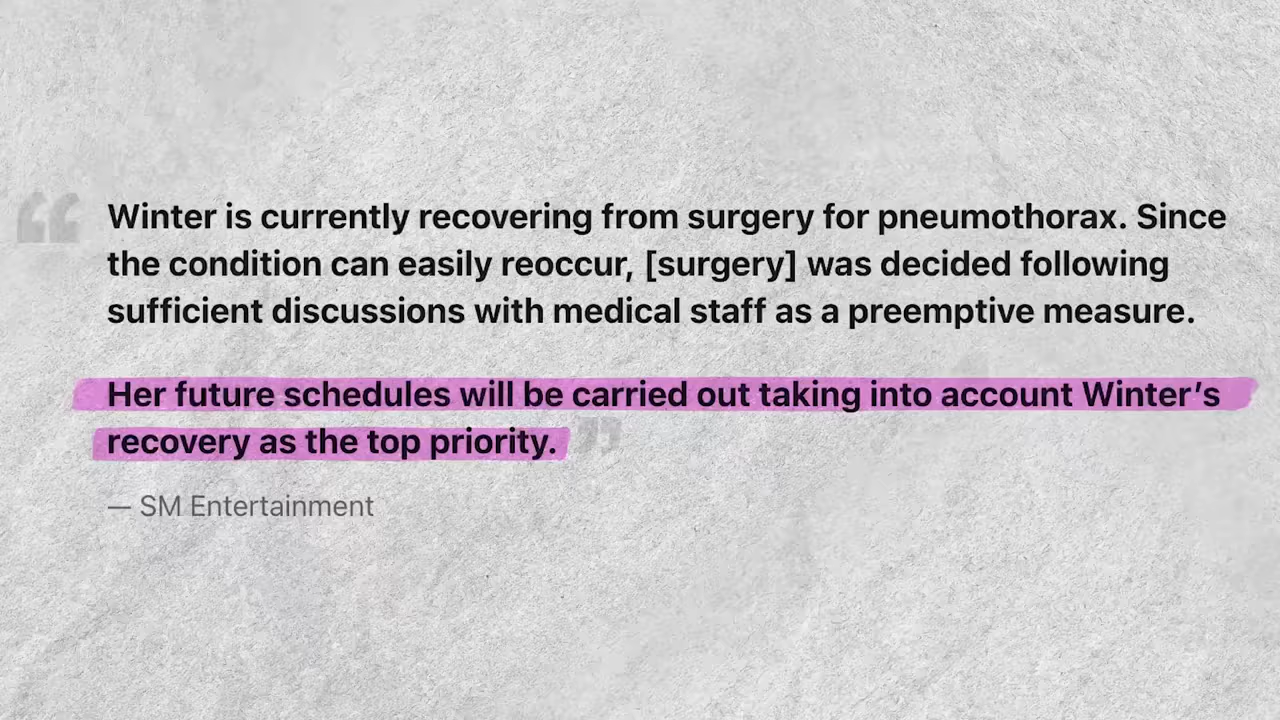 “
Winter is currently recovering from surgery for pneumothorax. Since
the condition can easily reoccur, [surgery] was decided following
sufficient discussions with medical staff as a preemptive measure.
Her future schedules will be carried out taking into account Winter’s
recovery as the top priority. ”
— SM Entertainment